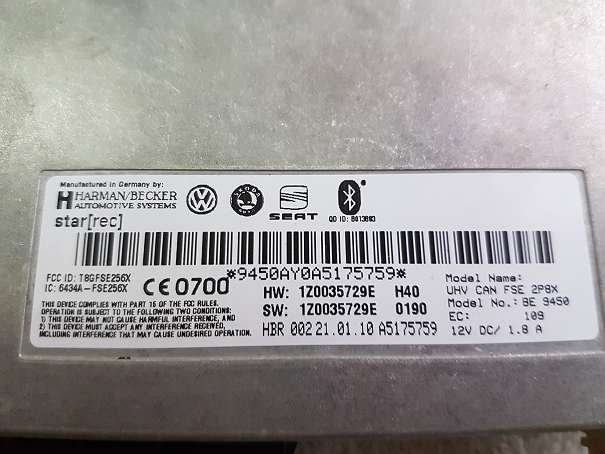 Manufactured in Germany by:
HARMAN/BECKER
AUTOMOTIVE SYSTEMS
star[rec]
SKODA
SEAT
QD ID: B013883
*9450AY0A5175759*
FCC ID: T8GFSE256X
IC: 6434A-FSE256X
CE 0700
HW: 1Z0035729E H40
SW: 1Z0035729E 0190
HBR 002 21.01.10 A5175759
THIS DEVICE COMPLIES WITH PART 15 OF THE FCC RULES.
OPERATION IS SUBJECT TO THE FOLLOWING TWO CONDITIONS:
1) THIS DEVICE MAY NOT CAUSE HARMFUL INTERFERENCE, AND
2) THIS DEVICE MUST ACCEPT ANY INTERFERENCE RECEIVED,
INCLUDING INTERFERENCE THAT MAY CAUSE UNDESIRED OPERATION.
Model Name:
UHV CAN FSE 2P8X
Model No.: BE 9450
EC: 109
12V DC/ 1.8 A